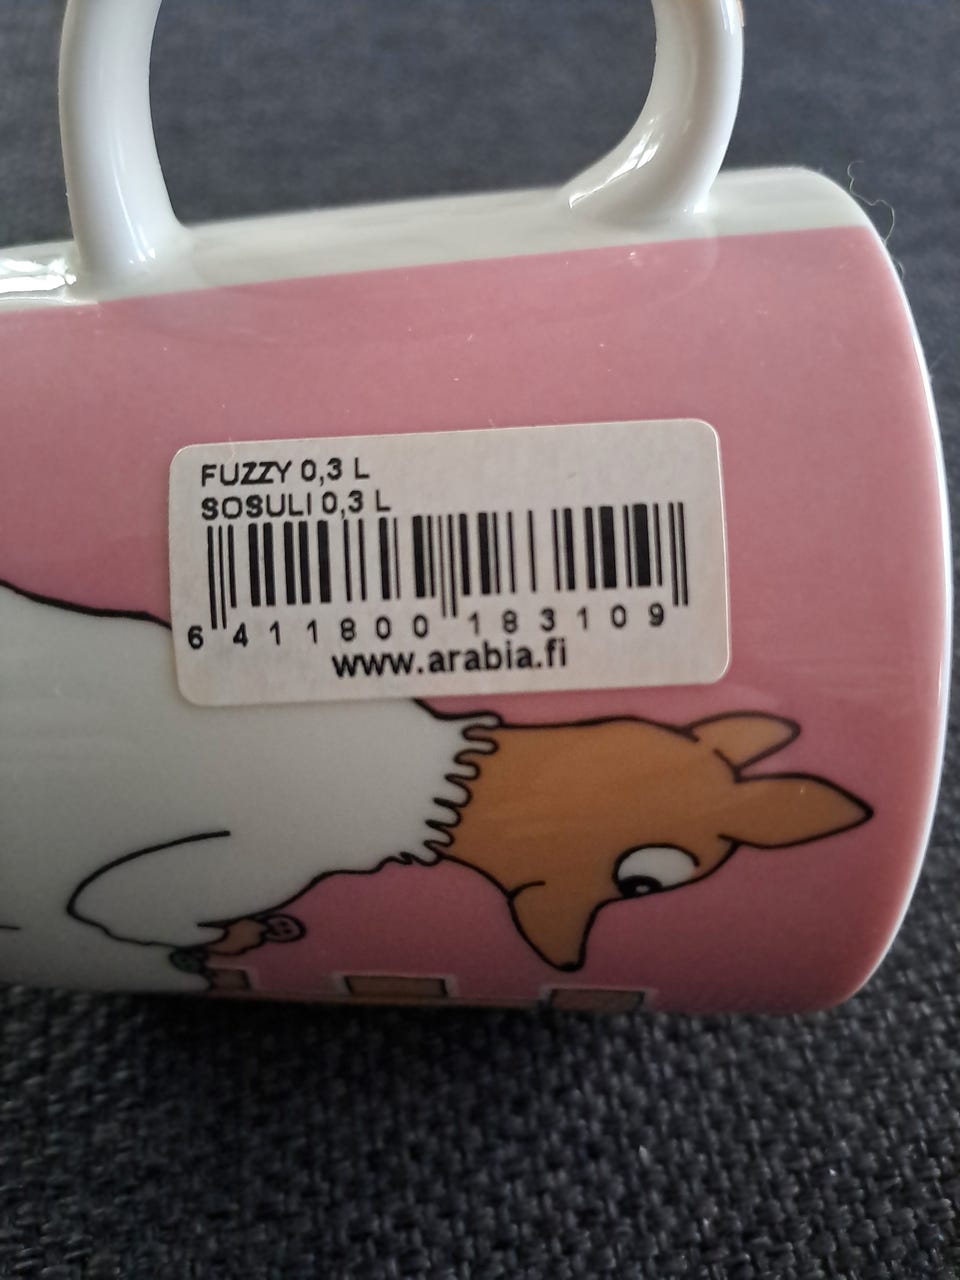 FUZZY 0,3 L
SOSULI 0,3 L
6 411800 183109
www.arabia.fi